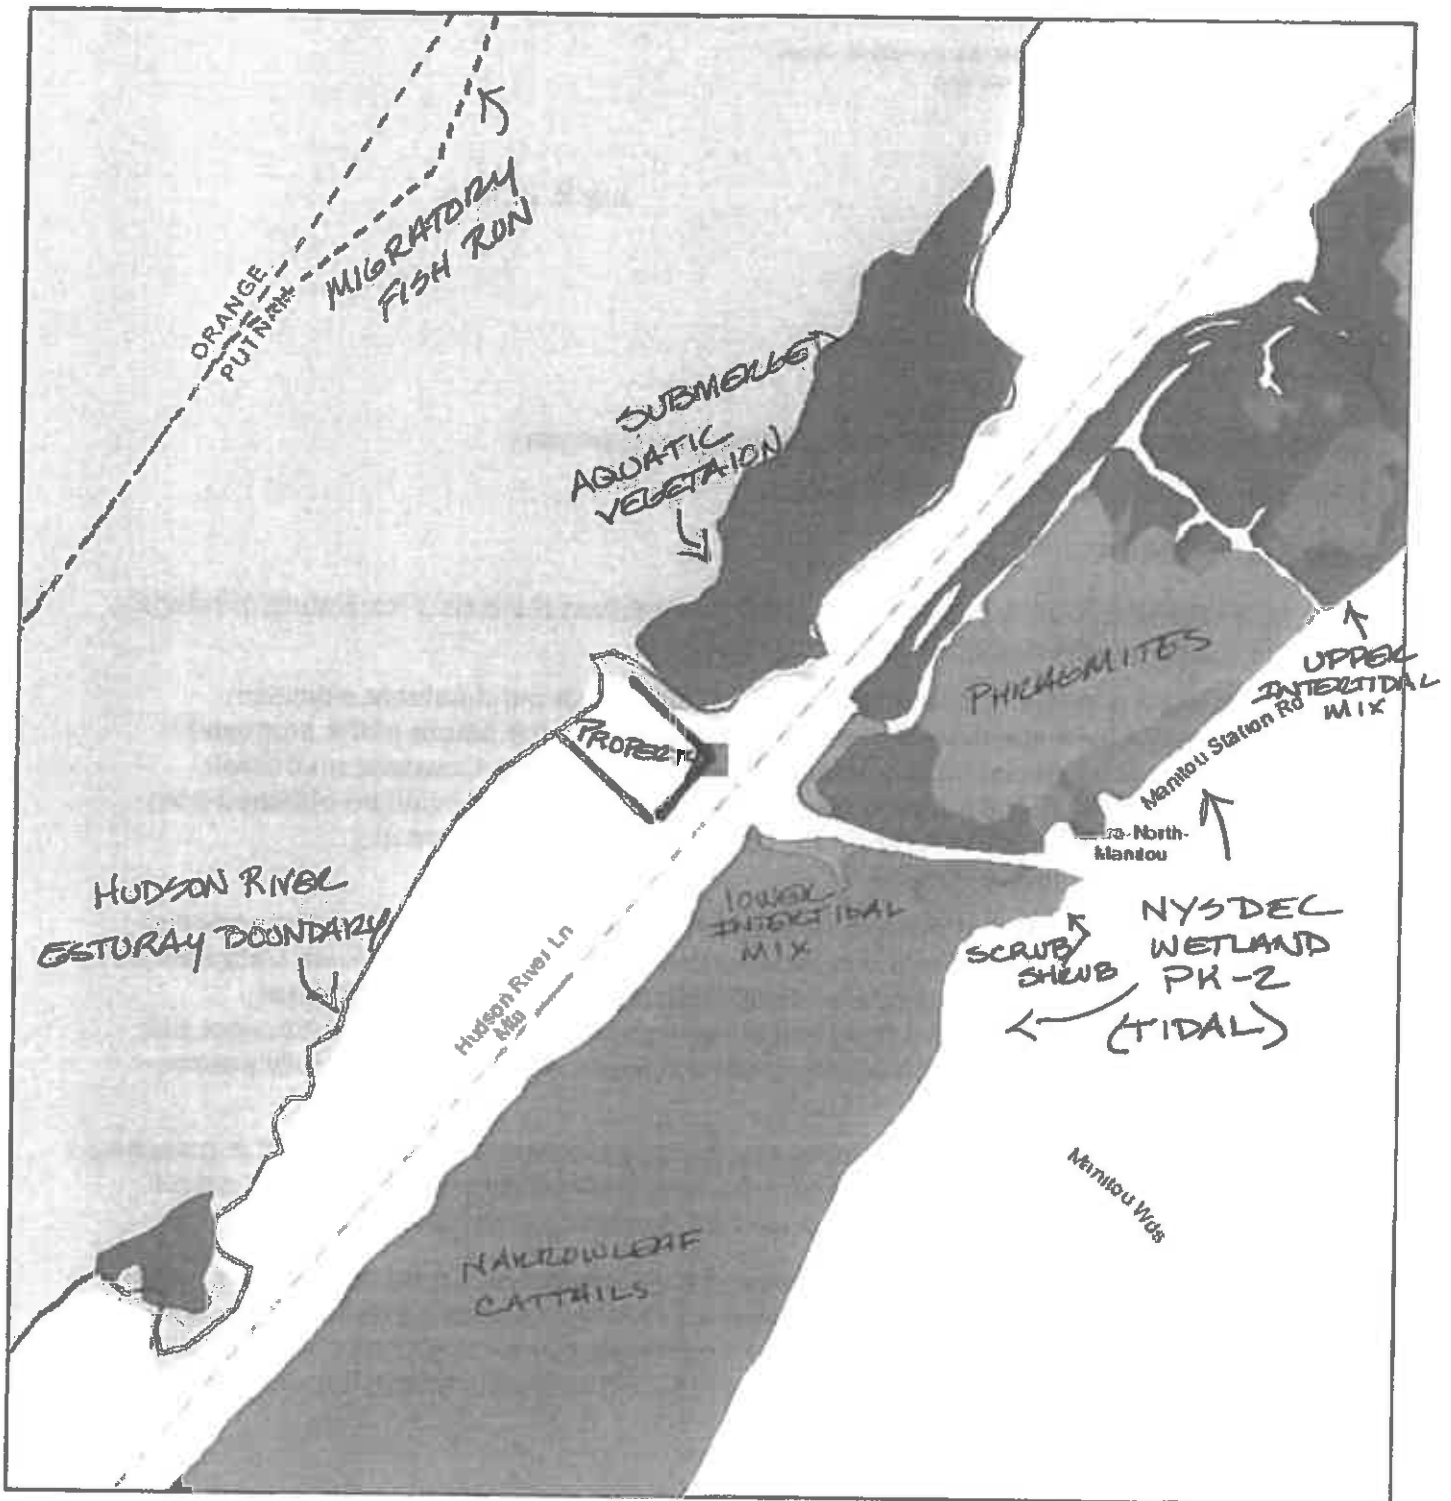 MIGRATORY
FISH RUN
ORANGE
PUTNAM
SUBMERGE
AQUATIC
VEGETAION
PHRAGMITES
UPPER
INTERTIDAL
MIX
Manitou Station Rd
PROPER
-North-
Manitou
HUDSON RIVER
ESTURAY BOUNDARY
LOWER
INTERTIDAL
MIX
SCRUB
SHRUB
NYSDEC
WETLAND
PK-2
(TIDAL)
Hudson River Ln
Manitou Wds
NARROWLEAF
CATTAILS